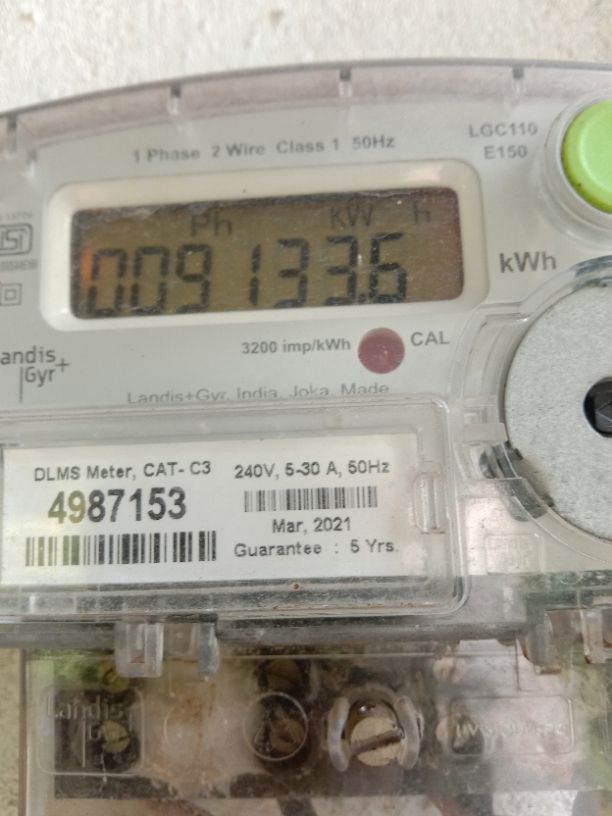 1 Phase 2 Wire Class 1 50Hz
LGC110
E150
Ph kW h
009133.6
kWh
3200 imp/kWh
CAL
Landis+
Gyr
Landis+Gyr, India, Joka, Made
DLMS Meter, CAT- C3
240V, 5-30 A, 50Hz
4987153
Mar, 2021
Guarantee : 5 Yrs.
Landis+
Gyr